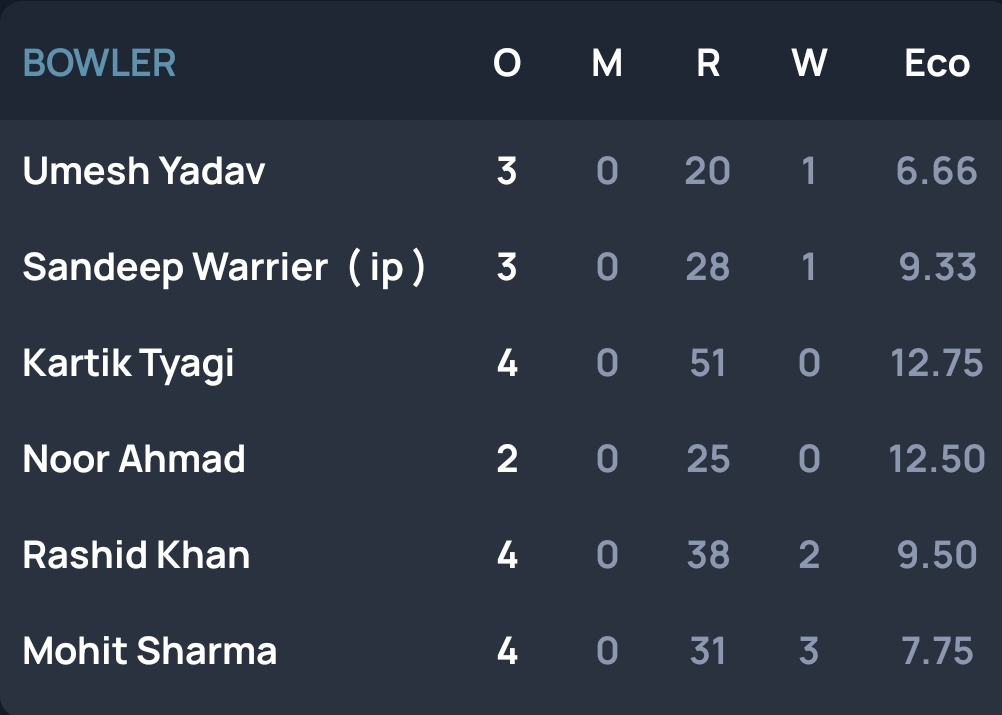 BOWLER O M R W Eco
Umesh Yadav 3 0 20 1 6.66
Sandeep Warrier ( ip ) 3 0 28 1 9.33
Kartik Tyagi 4 0 51 0 12.75
Noor Ahmad 2 0 25 0 12.50
Rashid Khan 4 0 38 2 9.50
Mohit Sharma 4 0 31 3 7.75